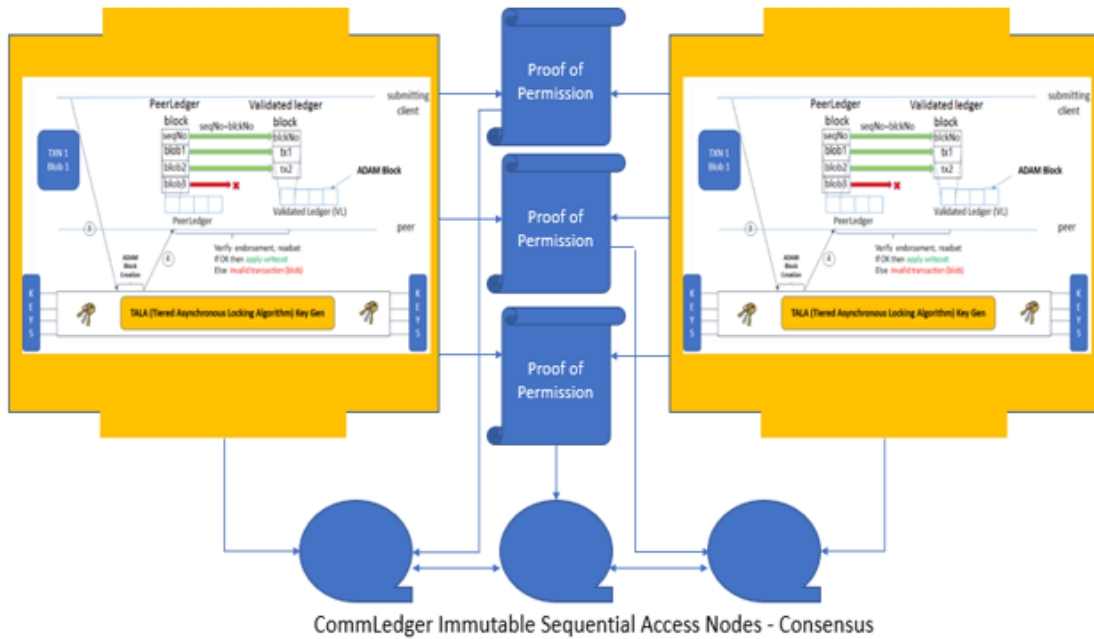 Proof of
Permission
Proof of
Permission
Proof of
Permission
submitting
client
PeerLedger
Validated ledger
block
seqNo=blckNo
block
seqNo
blckNo
blob1
tx1
blob2
tx2
blob3
ADAM Block
TXN 1
Blob 1
PeerLedger
Validated Ledger (VL)
peer
Verify endorsement, readset
If OK then apply writeset
Else invalid transaction (blob)
ADAM
Block
Creation
4
KEYS
TALA (Tiered Asynchronous Locking Algorithm) Key Gen
KEYS
submitting
client
PeerLedger
Validated ledger
block
seqNo=blckNo
block
seqNo
blckNo
blob1
tx1
blob2
tx2
blob3
ADAM Block
TXN 1
Blob 1
PeerLedger
Validated Ledger (VL)
peer
Verify endorsement, readset
If OK then apply writeset
Else invalid transaction (blob)
ADAM
Block
Creation
4
KEYS
TALA (Tiered Asynchronous Locking Algorithm) Key Gen
KEYS
CommLedger Immutable Sequential Access Nodes - Consensus